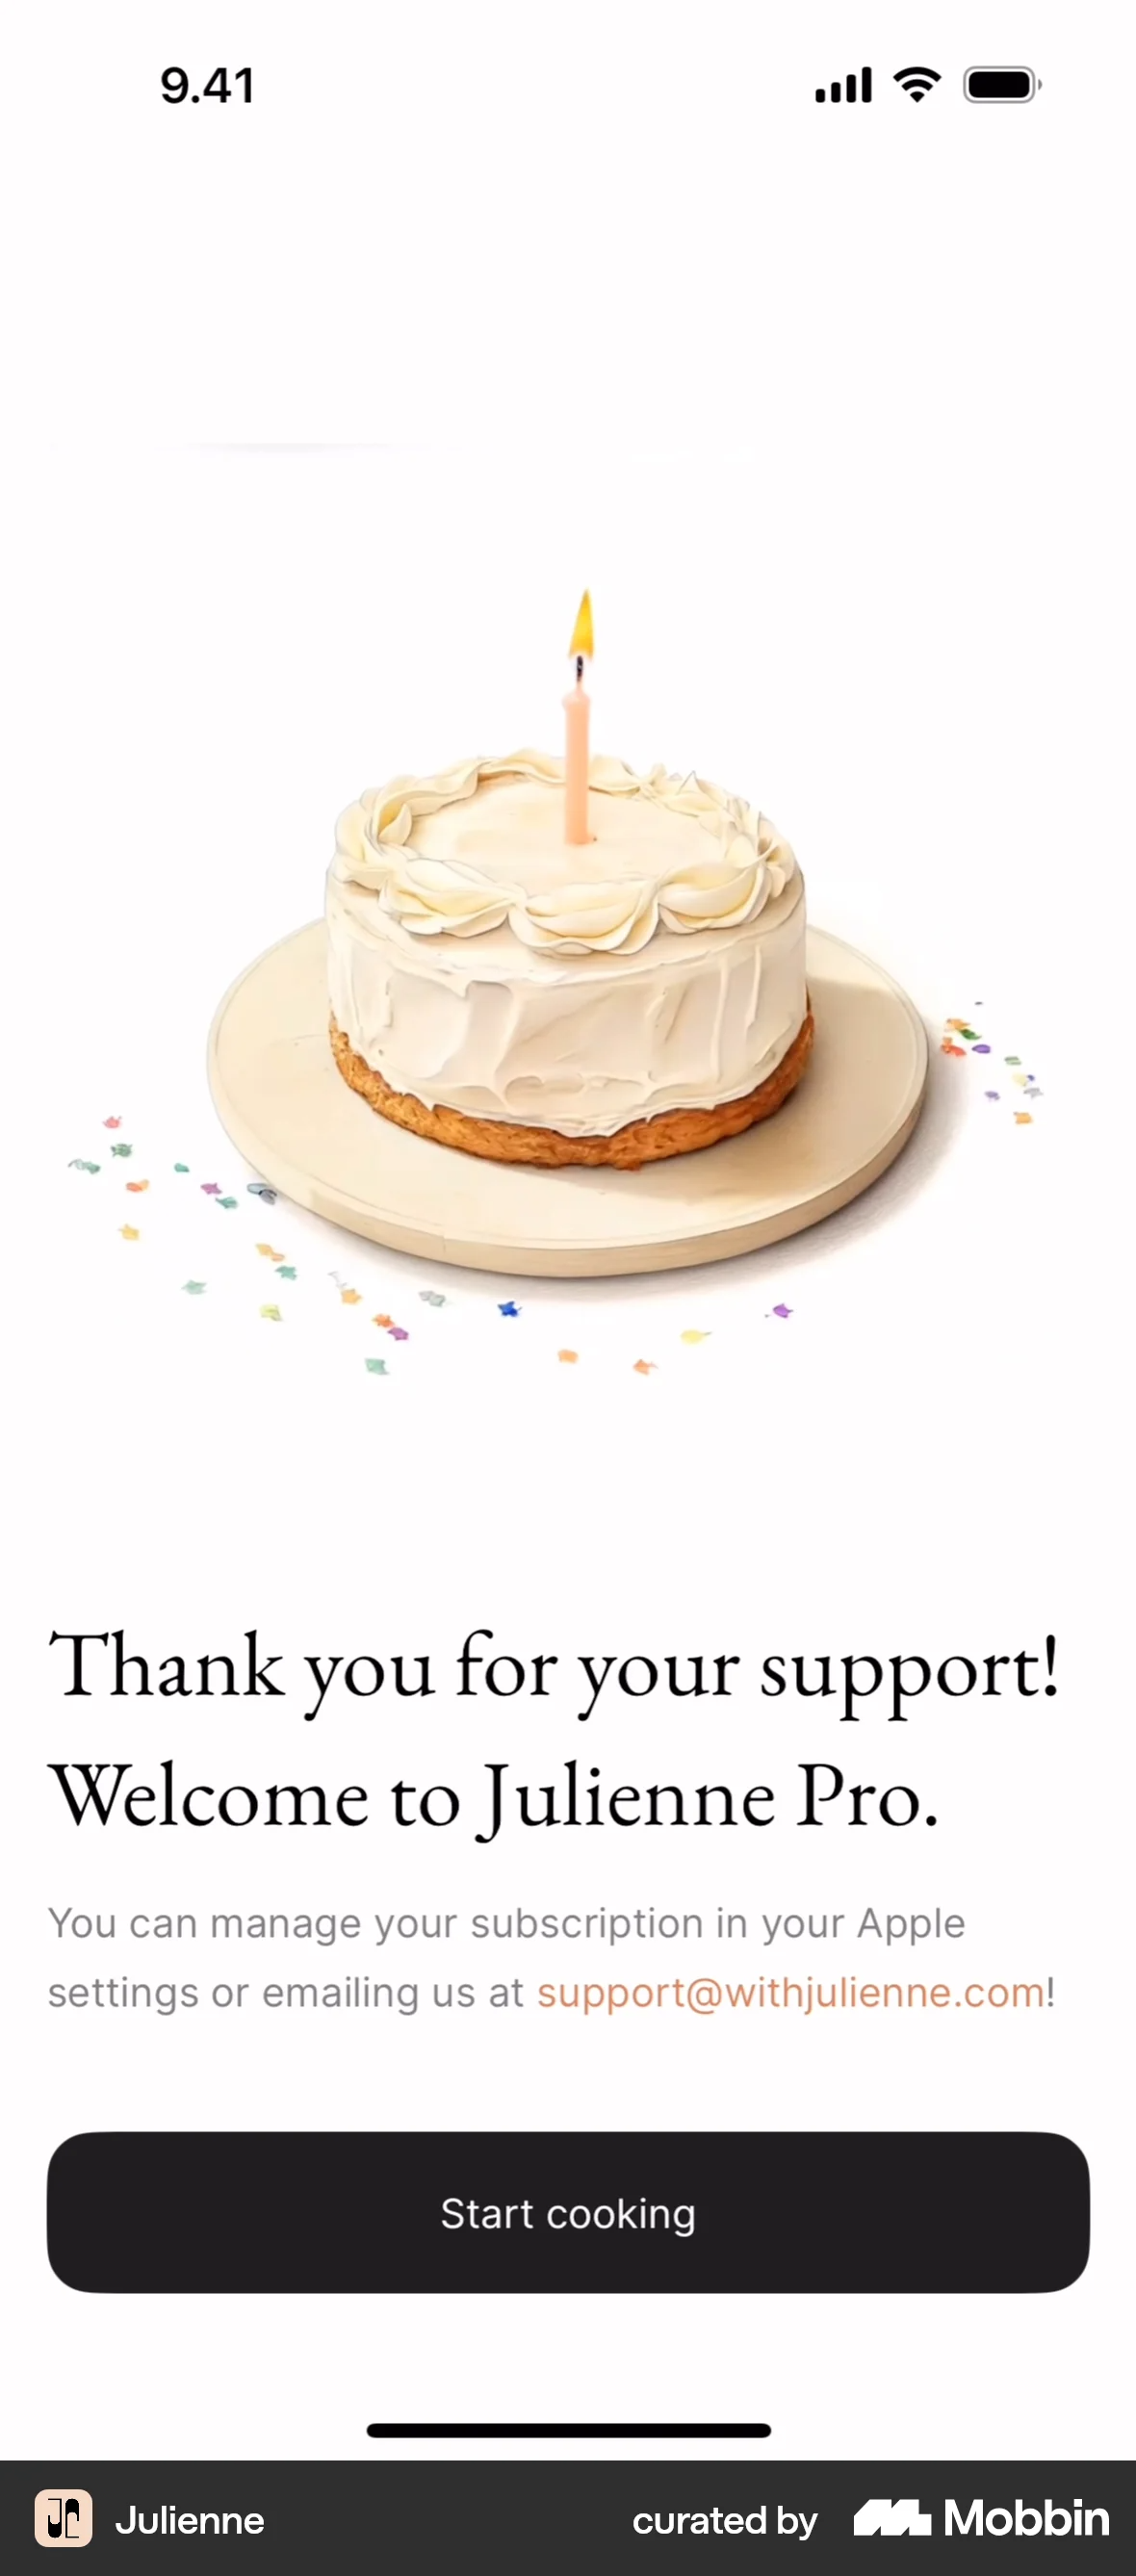 9.41
Thank you for your support!
Welcome to Julienne Pro.
You can manage your subscription in your Apple
settings or emailing us at support@withjulienne.com!
Start cooking
Julienne
curated by Mobbin